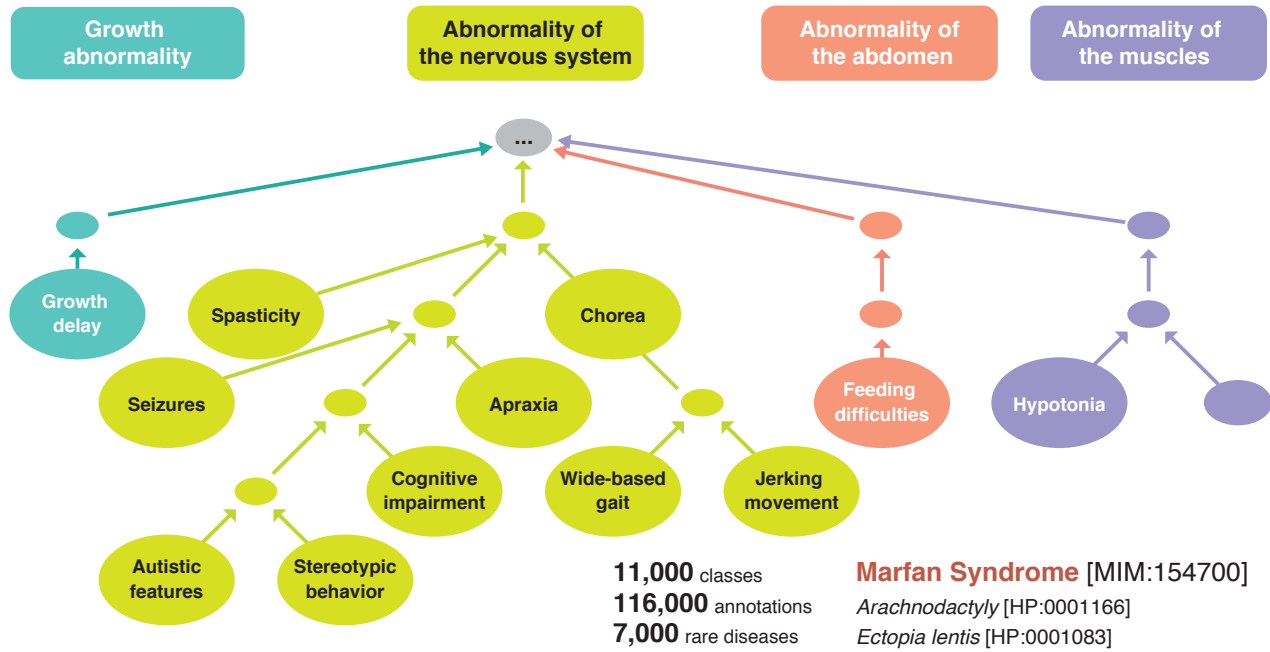 Growth
abnormality
Abnormality of
the nervous system
Abnormality of
the abdomen
Abnormality of
the muscles
...
Growth
delay
Spasticity
Chorea
Seizures
Apraxia
Feeding
difficulties
Hypotonia
Cognitive
impairment
Wide-based
gait
Jerking
movement
Autistic
features
Stereotypic
behavior
11,000 classes
116,000 annotations
7,000 rare diseases
Marfan Syndrome [MIM:154700]
Arachnodactyly [HP:0001166]
Ectopia lentis [HP:0001083]